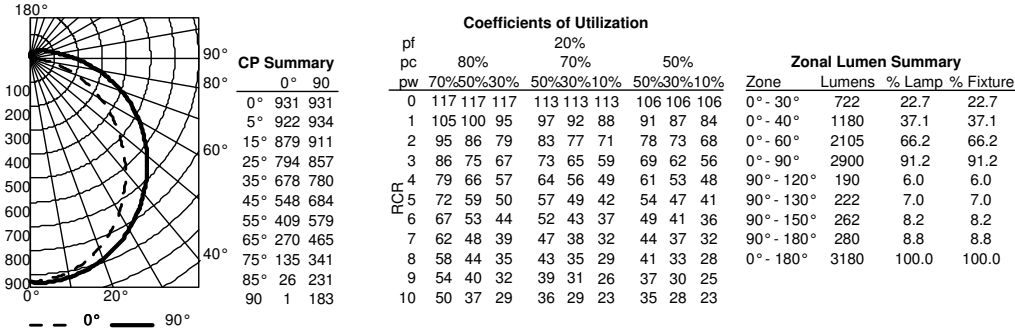 180°
90°
80°
60°
40°
100
200
300
400
500
600
700
800
900
0° 20°
0° 90°
CP Summary
0° 90
0° 931 931
5° 922 934
15° 879 911
25° 794 857
35° 678 780
45° 548 684
55° 409 579
65° 270 465
75° 135 341
85° 26 231
90 1 183
Coefficients of Utilization
pf 20%
pc 80% 70% 50%
pw 70%50%30% 50%30%10% 50%30%10%
RCR
0 117 117 117 113 113 113 106 106 106
1 105 100 95 97 92 88 91 87 84
2 95 86 79 83 77 71 78 73 68
3 86 75 67 73 65 59 69 62 56
4 79 66 57 64 56 49 61 53 48
5 72 59 50 57 49 42 54 47 41
6 67 53 44 52 43 37 49 41 36
7 62 48 39 47 38 32 44 37 32
8 58 44 35 43 35 29 41 33 28
9 54 40 32 39 31 26 37 30 25
10 50 37 29 36 29 23 35 28 23
Zonal Lumen Summary
Zone Lumens % Lamp % Fixture
0° - 30° 722 22.7 22.7
0° - 40° 1180 37.1 37.1
0° - 60° 2105 66.2 66.2
0° - 90° 2900 91.2 91.2
90° - 120° 190 6.0 6.0
90° - 130° 222 7.0 7.0
90° - 150° 262 8.2 8.2
90° - 180° 280 8.8 8.8
0° - 180° 3180 100.0 100.0